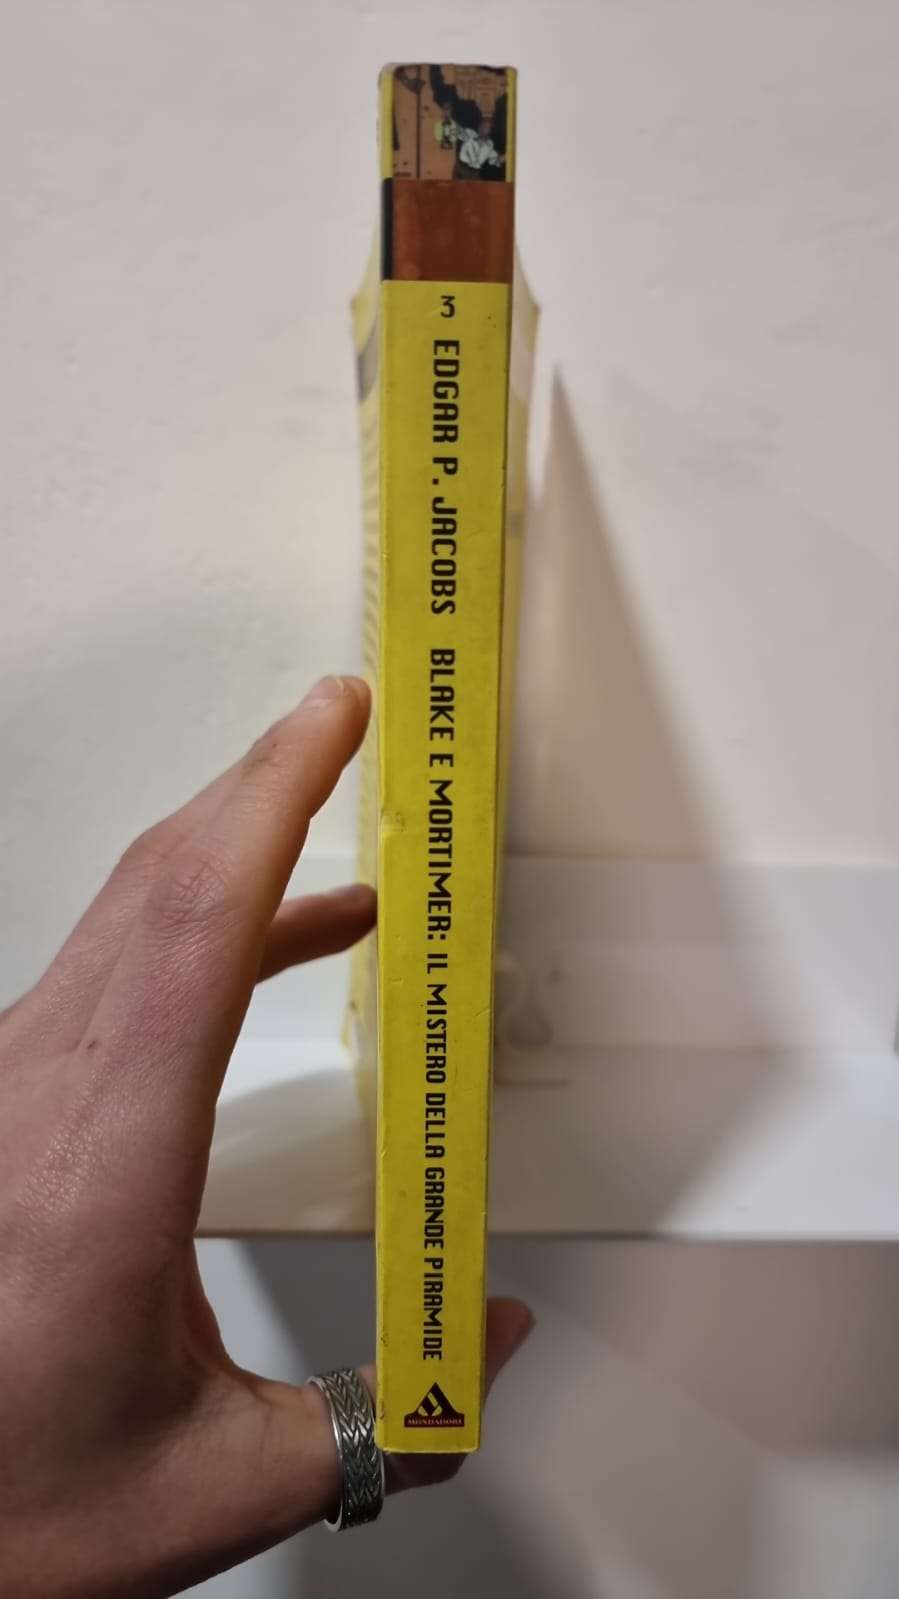 3 EDGAR P. JACOBS BLAKE E MORTIMER: IL MISTERO DELLA GRANDE PIRAMIDE
MONDADORI